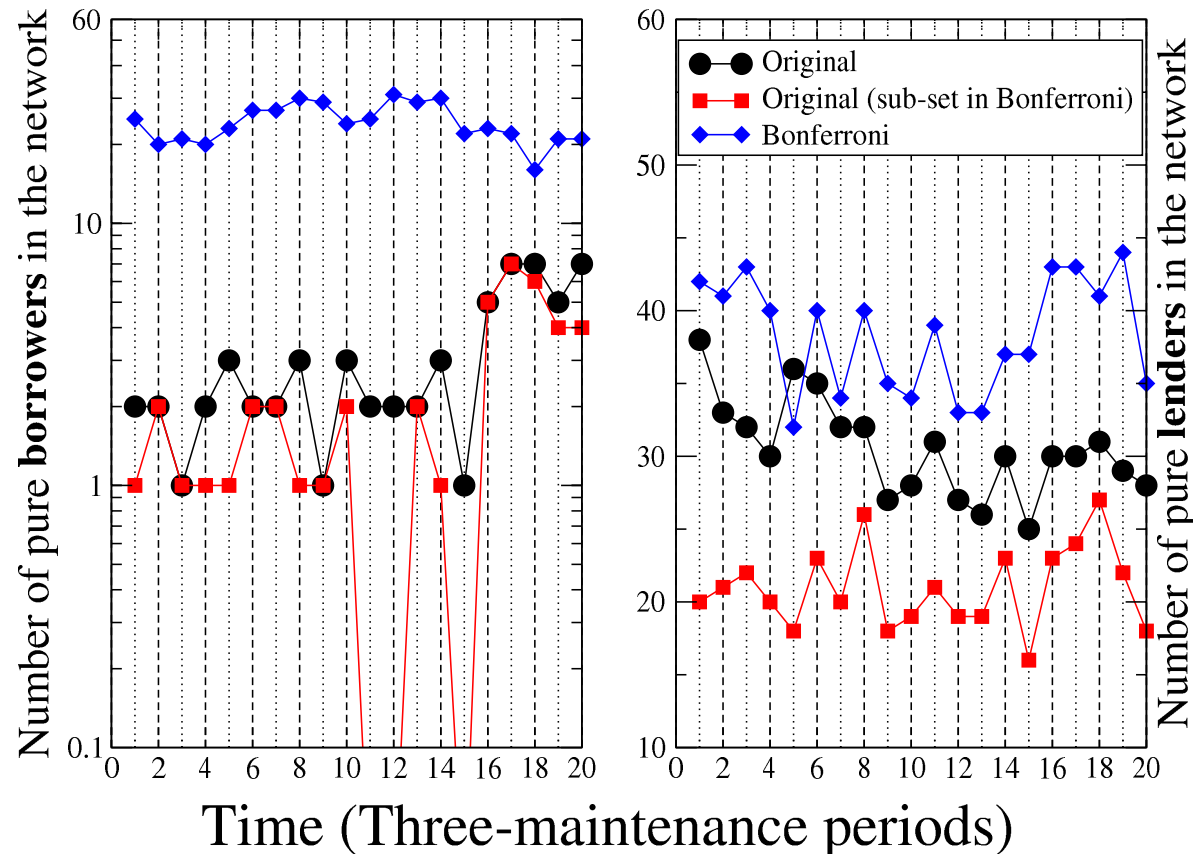 Number of pure borrowers in the network
60
10
1
0.1
0 2 4 6 8 10 12 14 16 18 20
Original
Original (sub-set in Bonferroni)
Bonferroni
60
50
40
30
20
10
0 2 4 6 8 10 12 14 16 18 20
Number of pure lenders in the network
Time (Three-maintenance periods)